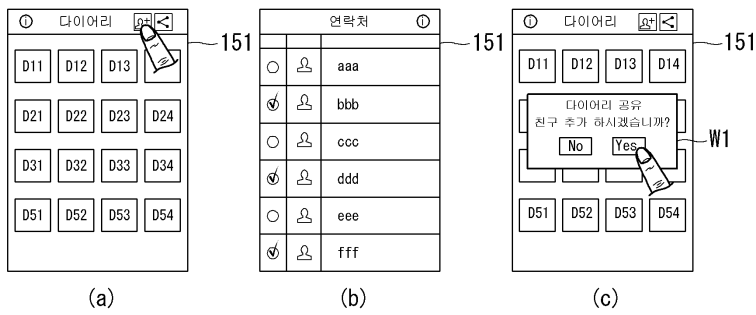 다이어리
151
D11 D12 D13
D21 D22 D23 D24
D31 D32 D33 D34
D51 D52 D53 D54
(a)
연락처
151
aaa
bbb
ccc
ddd
eee
fff
(b)
다이어리
151
D11 D12 D13 D14
다이어리 공유
친구 추가 하시겠습니까?
No Yes
W1
D51 D52 D53 D54
(c)